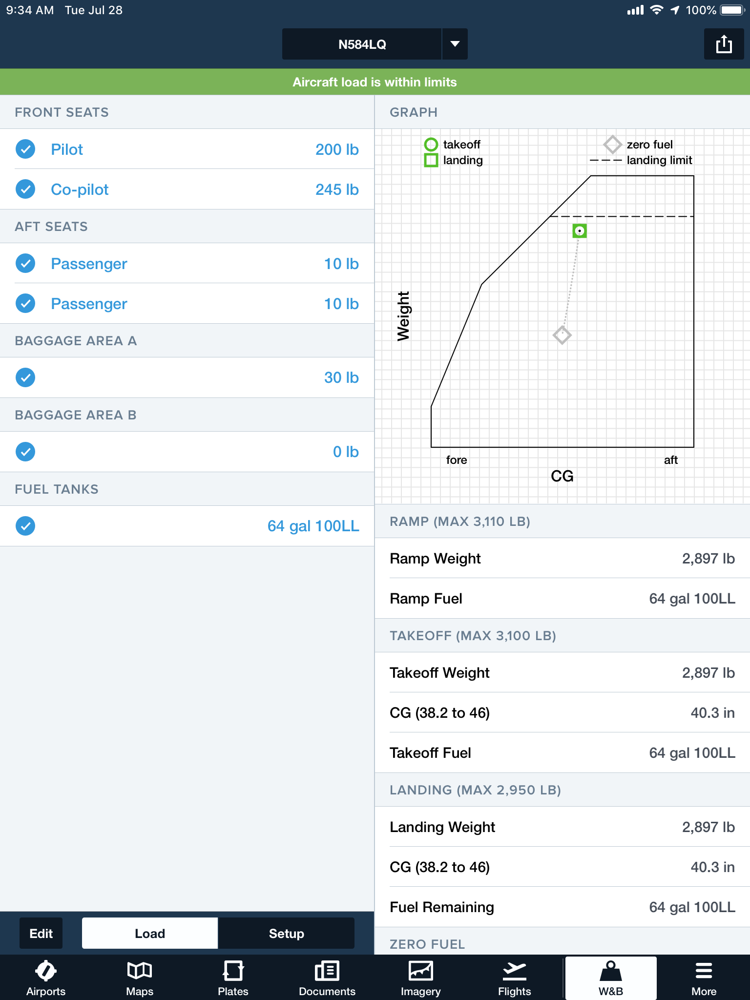 9:34 AM Tue Jul 28
100%
N584LQ
Aircraft load is within limits
FRONT SEATS
Pilot 200 lb
Co-pilot 245 lb
AFT SEATS
Passenger 10 lb
Passenger 10 lb
BAGGAGE AREA A
30 lb
BAGGAGE AREA B
0 lb
FUEL TANKS
64 gal 100LL
GRAPH
takeoff
landing
zero fuel
landing limit
Weight
fore
aft
CG
RAMP (MAX 3,110 LB)
Ramp Weight 2,897 lb
Ramp Fuel 64 gal 100LL
TAKEOFF (MAX 3,100 LB)
Takeoff Weight 2,897 lb
CG (38.2 to 46) 40.3 in
Takeoff Fuel 64 gal 100LL
LANDING (MAX 2,950 LB)
Landing Weight 2,897 lb
CG (38.2 to 46) 40.3 in
Fuel Remaining 64 gal 100LL
ZERO FUEL
Edit Load Setup
Airports Maps Plates Documents Imagery Flights W&B More